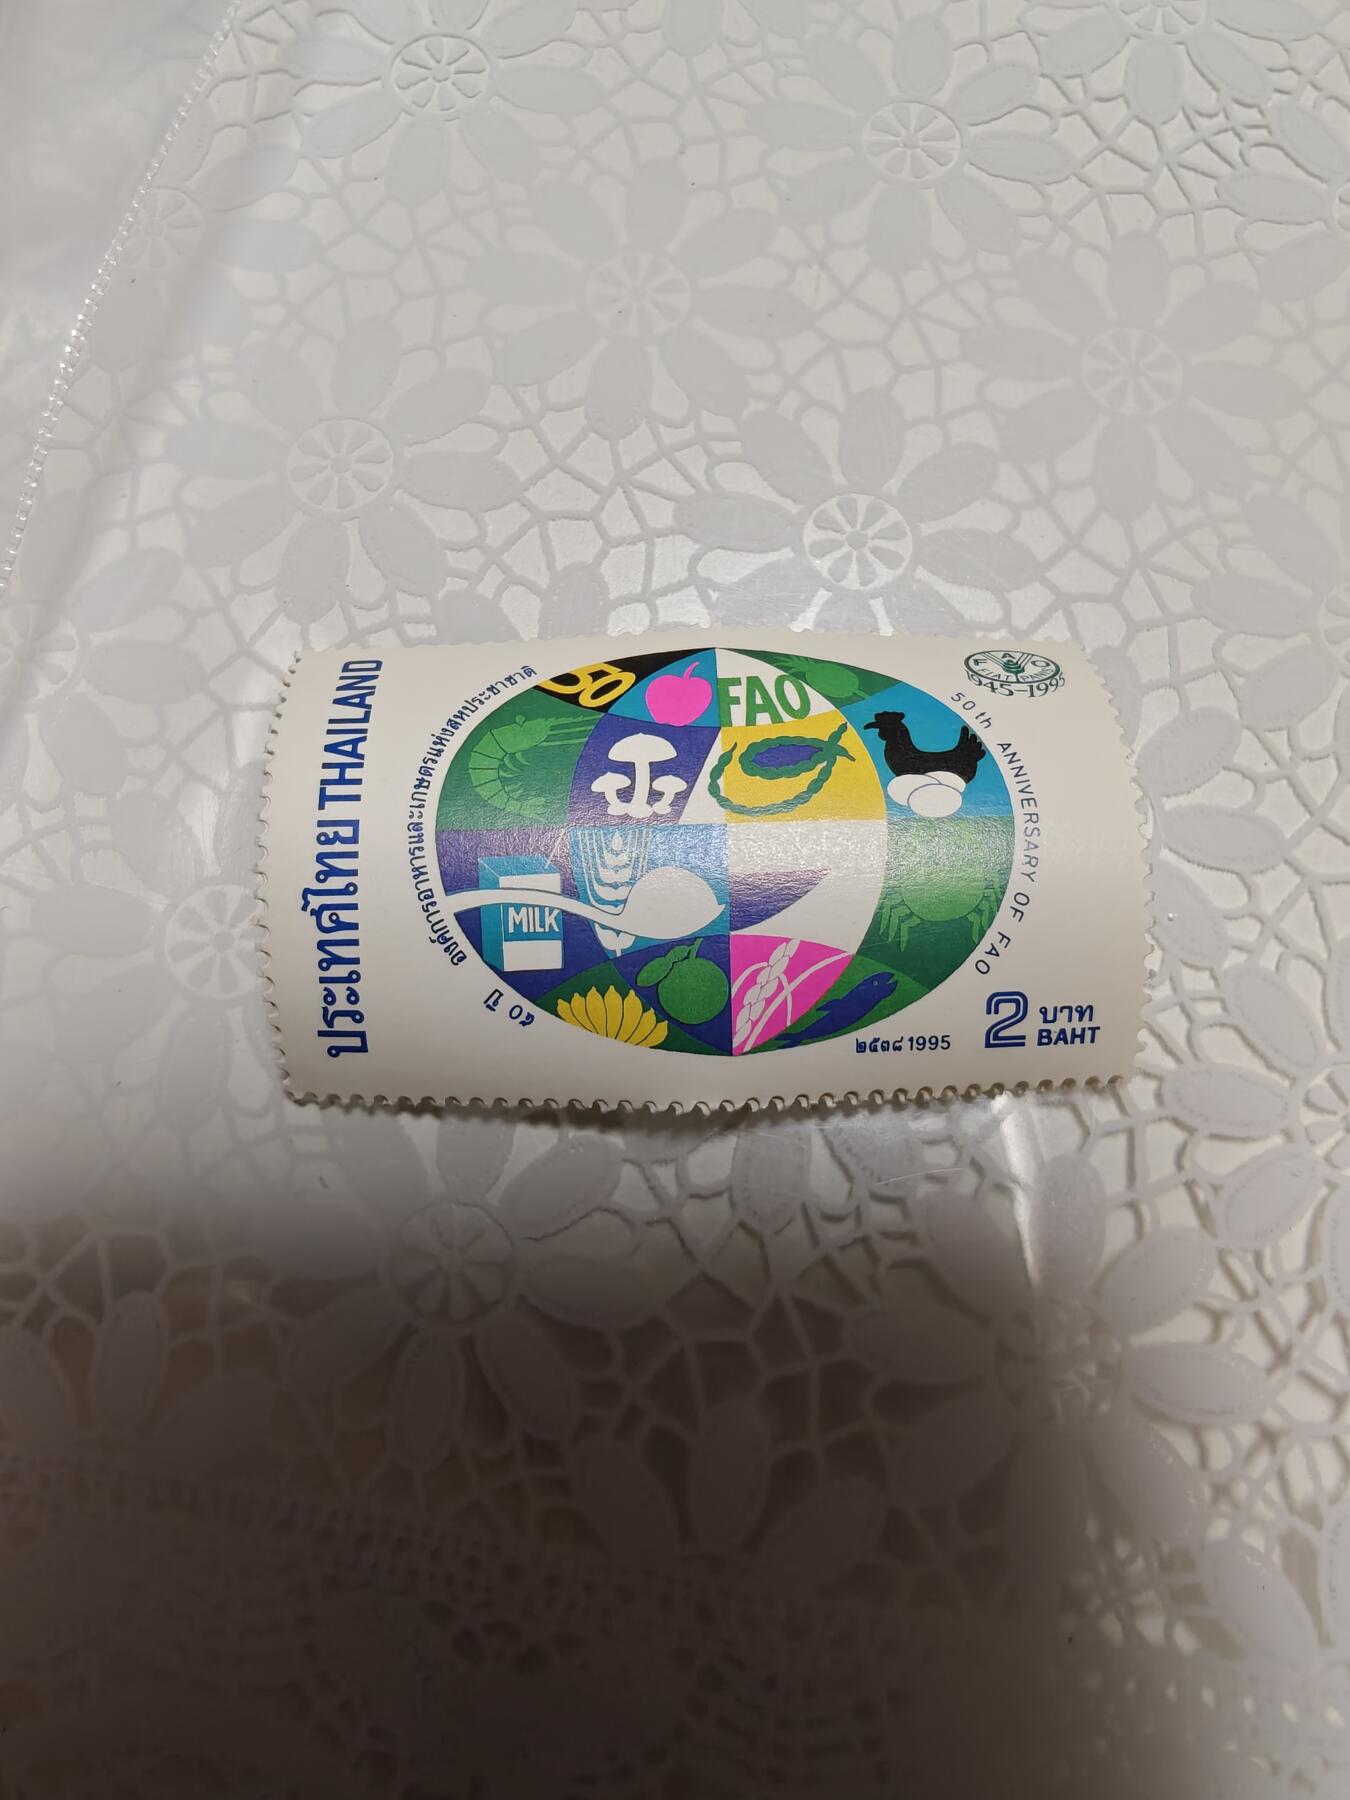 ประเทศไทย THAILAND
๕๐ ปี องค์การอาหารและเกษตรแห่งสหประชาชาติ
50
FAO
MILK
F A O
FIAT PANIS
1945-1995
50th ANNIVERSARY OF FAO
๒๕๓๘ 1995
2 บาท
BAHT